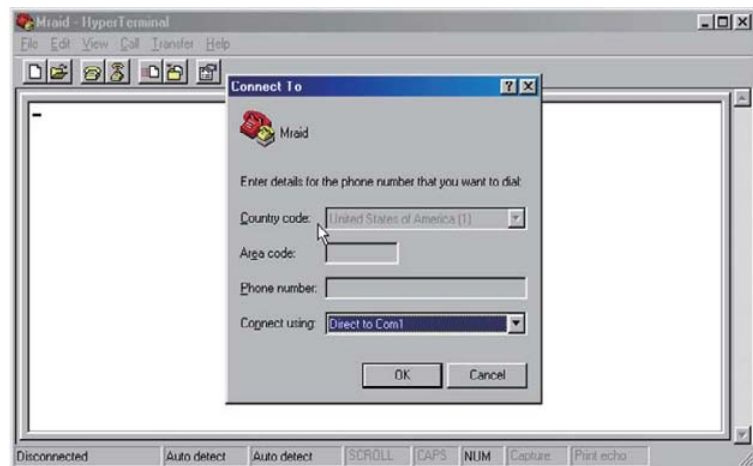 Mraid - HyperTerminal
File Edit View Call Transfer Help
Connect To
Mraid
Enter details for the phone number that you want to dial:
Country code: United States of America (1)
Area code:
Phone number:
Connect using: Direct to Com1
OK Cancel
Disconnected Auto detect Auto detect SCROLL CAPS NUM Capture Print echo